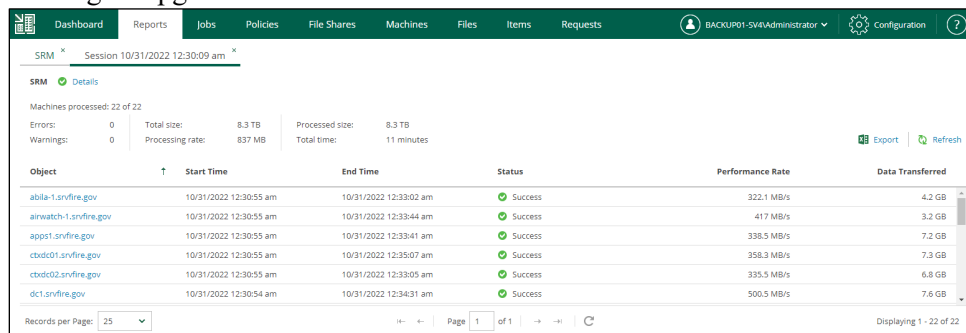 Dashboard Reports Jobs Policies File Shares Machines Files Items Requests BACKUP01-SV4\Administrator Configuration ?
SRM × Session 10/31/2022 12:30:09 am ×
SRM Details
Machines processed: 22 of 22
Errors: 0 Total size: 8.3 TB Processed size: 8.3 TB
Warnings: 0 Processing rate: 837 MB Total time: 11 minutes
Export Refresh
Object ↑ Start Time End Time Status Performance Rate Data Transferred
abila-1.srvfire.gov 10/31/2022 12:30:55 am 10/31/2022 12:33:02 am Success 322.1 MB/s 4.2 GB
airwatch-1.srvfire.gov 10/31/2022 12:30:55 am 10/31/2022 12:33:44 am Success 417 MB/s 3.2 GB
apps1.srvfire.gov 10/31/2022 12:30:55 am 10/31/2022 12:33:41 am Success 338.5 MB/s 7.2 GB
ctxdc01.srvfire.gov 10/31/2022 12:30:55 am 10/31/2022 12:35:07 am Success 358.3 MB/s 7.3 GB
ctxdc02.srvfire.gov 10/31/2022 12:30:55 am 10/31/2022 12:33:05 am Success 335.5 MB/s 6.8 GB
dc1.srvfire.gov 10/31/2022 12:30:54 am 10/31/2022 12:34:31 am Success 500.5 MB/s 7.6 GB
Records per Page: 25 Page 1 of 1 Displaying 1 - 22 of 22